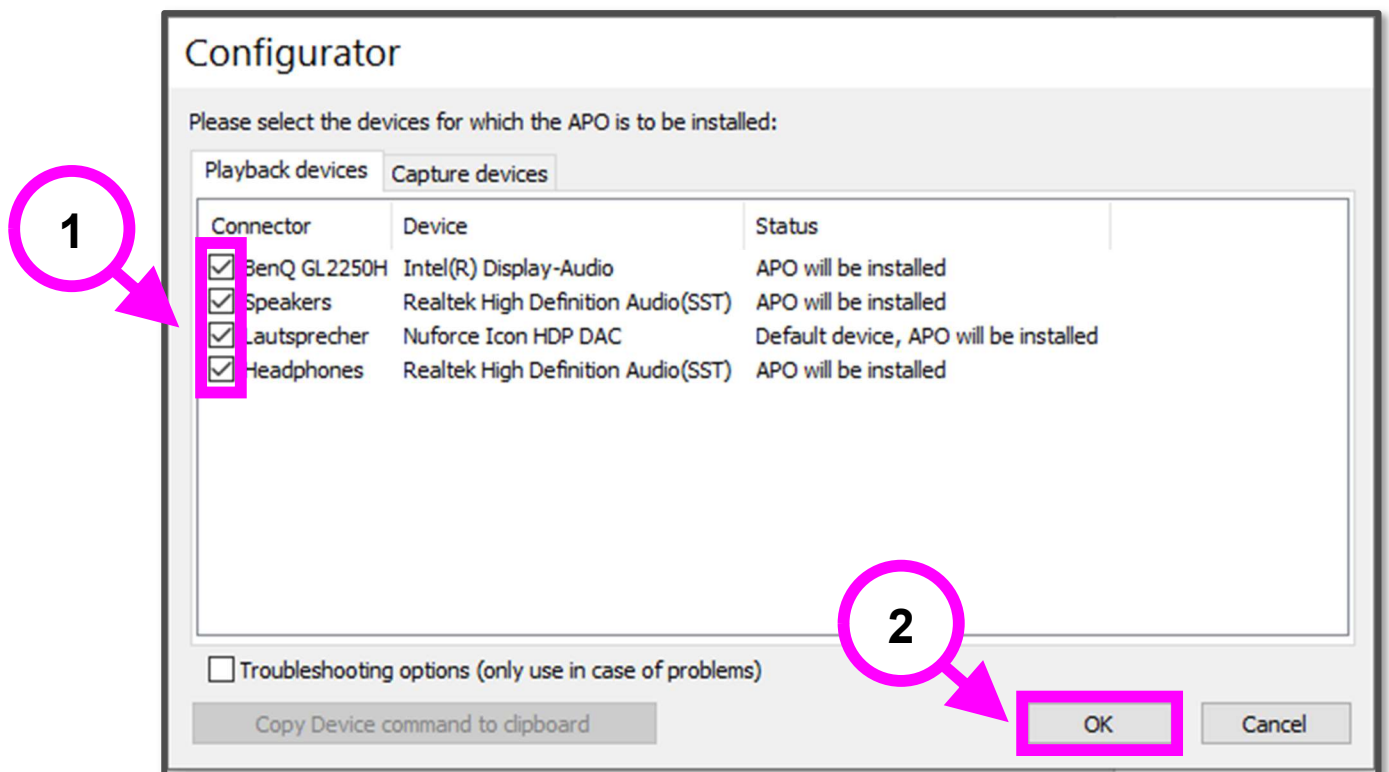 Configurator
Please select the devices for which the APO is to be installed:
Playback devices Capture devices
1
Connector Device Status
BenQ GL2250H Intel(R) Display-Audio APO will be installed
Speakers Realtek High Definition Audio(SST) APO will be installed
Lautsprecher Nuforce Icon HDP DAC Default device, APO will be installed
Headphones Realtek High Definition Audio(SST) APO will be installed
2
Troubleshooting options (only use in case of problems)
Copy Device command to clipboard OK Cancel